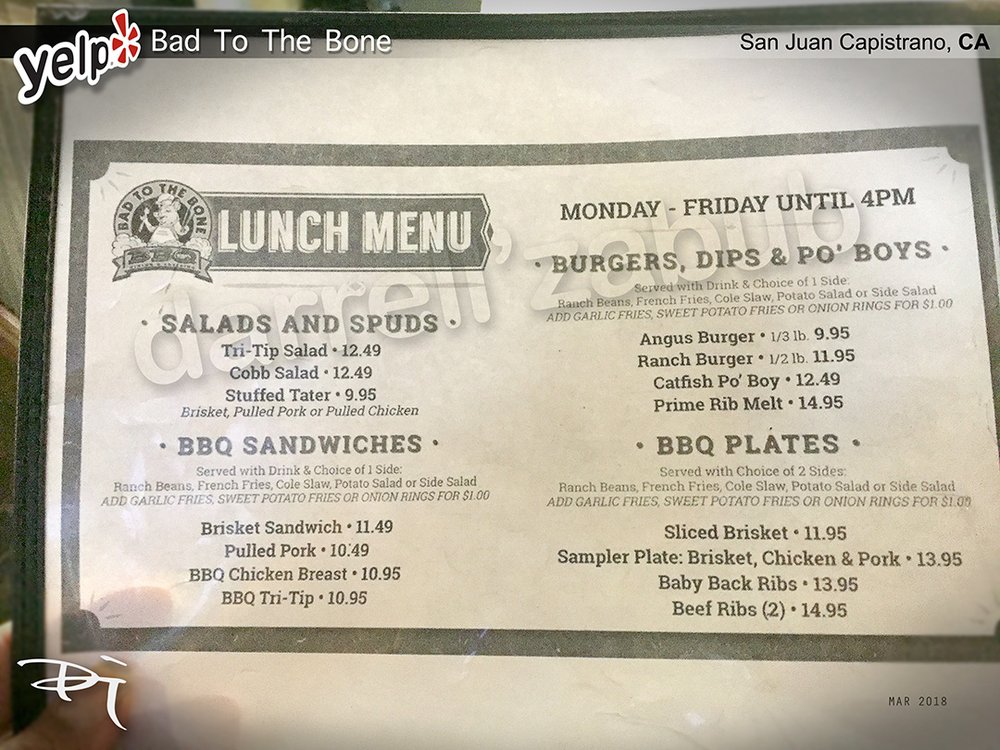 yelp
Bad To The Bone
San Juan Capistrano, CA
BAD TO THE BONE
BBQ
LUNCH MENU
SALADS AND SPUDS
Tri-Tip Salad • 12.49
Cobb Salad • 12.49
Stuffed Tater • 9.95
Brisket, Pulled Pork or Pulled Chicken
• BBQ SANDWICHES •
Served with Drink & Choice of 1 Side:
Ranch Beans, French Fries, Cole Slaw, Potato Salad or Side Salad
ADD GARLIC FRIES, SWEET POTATO FRIES OR ONION RINGS FOR $1.00
Brisket Sandwich • 11.49
Pulled Pork • 10.49
BBQ Chicken Breast • 10.95
BBQ Tri-Tip • 10.95
MONDAY - FRIDAY UNTIL 4PM
• BURGERS, DIPS & PO' BOYS •
Served with Drink & Choice of 1 Side:
Ranch Beans, French Fries, Cole Slaw, Potato Salad or Side Salad
ADD GARLIC FRIES, SWEET POTATO FRIES OR ONION RINGS FOR $1.00
Angus Burger • 1/3 lb. 9.95
Ranch Burger • 1/2 lb. 11.95
Catfish Po' Boy • 12.49
Prime Rib Melt • 14.95
• BBQ PLATES •
Served with Choice of 2 Sides:
Ranch Beans, French Fries, Cole Slaw, Potato Salad or Side Salad
ADD GARLIC FRIES, SWEET POTATO FRIES OR ONION RINGS FOR $1.00
Sliced Brisket • 11.95
Sampler Plate: Brisket, Chicken & Pork • 13.95
Baby Back Ribs • 13.95
Beef Ribs (2) • 14.95
darrell'zabub
MAR 2018